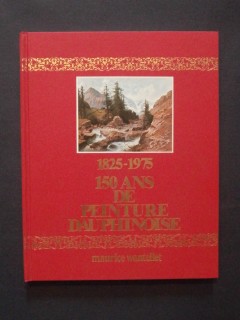 1825-1975
150 ANS
DE
PEINTURE
DAUPHINOISE
maurice wantellet